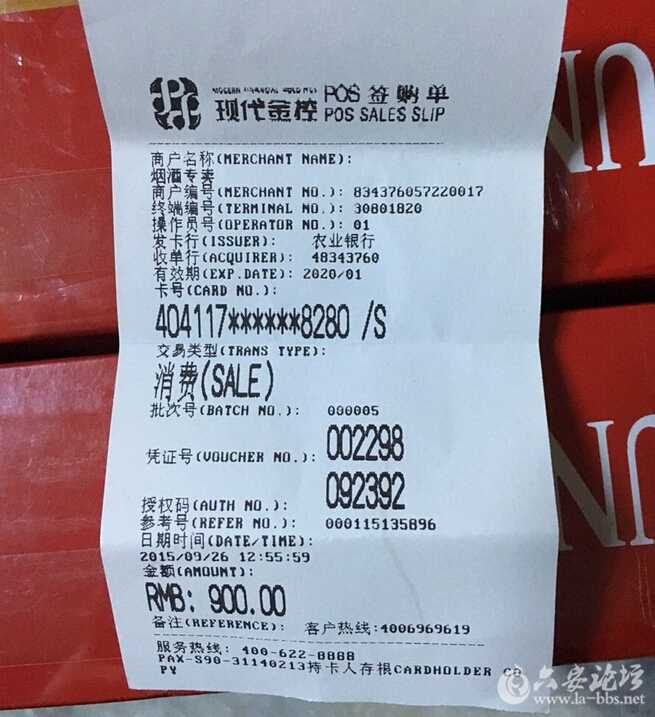 MODERN FINANCIAL HOLDINGS POS 签购单
现代金控 POS SALES SLIP
商户名称(MERCHANT NAME):
烟酒专卖
商户编号(MERCHANT NO.): 834376057220017
终端编号(TERMINAL NO.): 30801820
操作员号(OPERATOR NO.): 01
发卡行(ISSUER): 农业银行
收单行(ACQUIRER): 48343760
有效期(EXP.DATE): 2020/01
卡号(CARD NO.):
404117******8280 /S
交易类型(TRANS TYPE):
消费(SALE)
批次号(BATCH NO.): 000005
凭证号(VOUCHER NO.): 002298
092392
授权码(AUTH NO.):
参考号(REFER NO.): 000115135896
日期时间(DATE/TIME):
2015/09/26 12:55:59
金额(AMOUNT):
RMB: 900.00
备注(REFERENCE): 客户热线:4006969619
服务热线: 400-622-8888
PAX-S90-31140213持卡人存根CARDHOLDER CO
PY
UN
UN
六安论坛
www.la-bbs.net